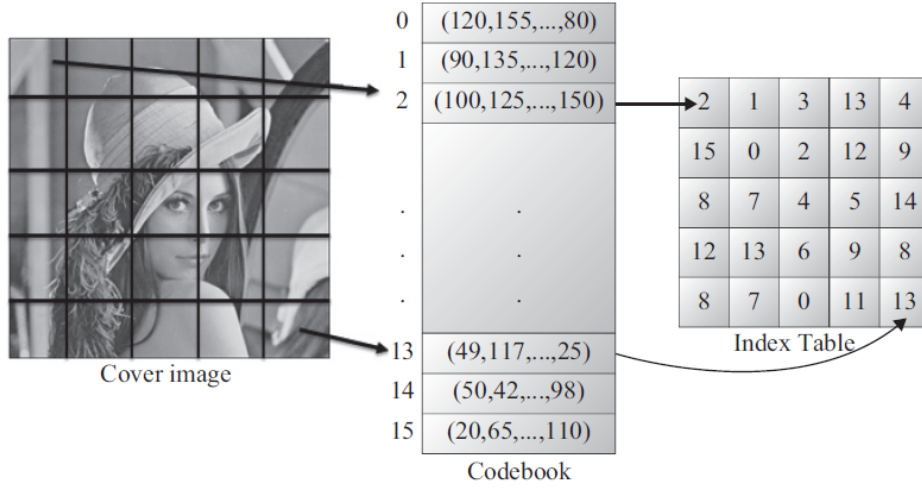 0 (120,155,...,80)
1 (90,135,...,120)
2 (100,125,...,150)
. .
. .
. .
13 (49,117,...,25)
14 (50,42,...,98)
15 (20,65,...,110)
Codebook
Cover image
2 1 3 13 4
15 0 2 12 9
8 7 4 5 14
12 13 6 9 8
8 7 0 11 13
Index Table